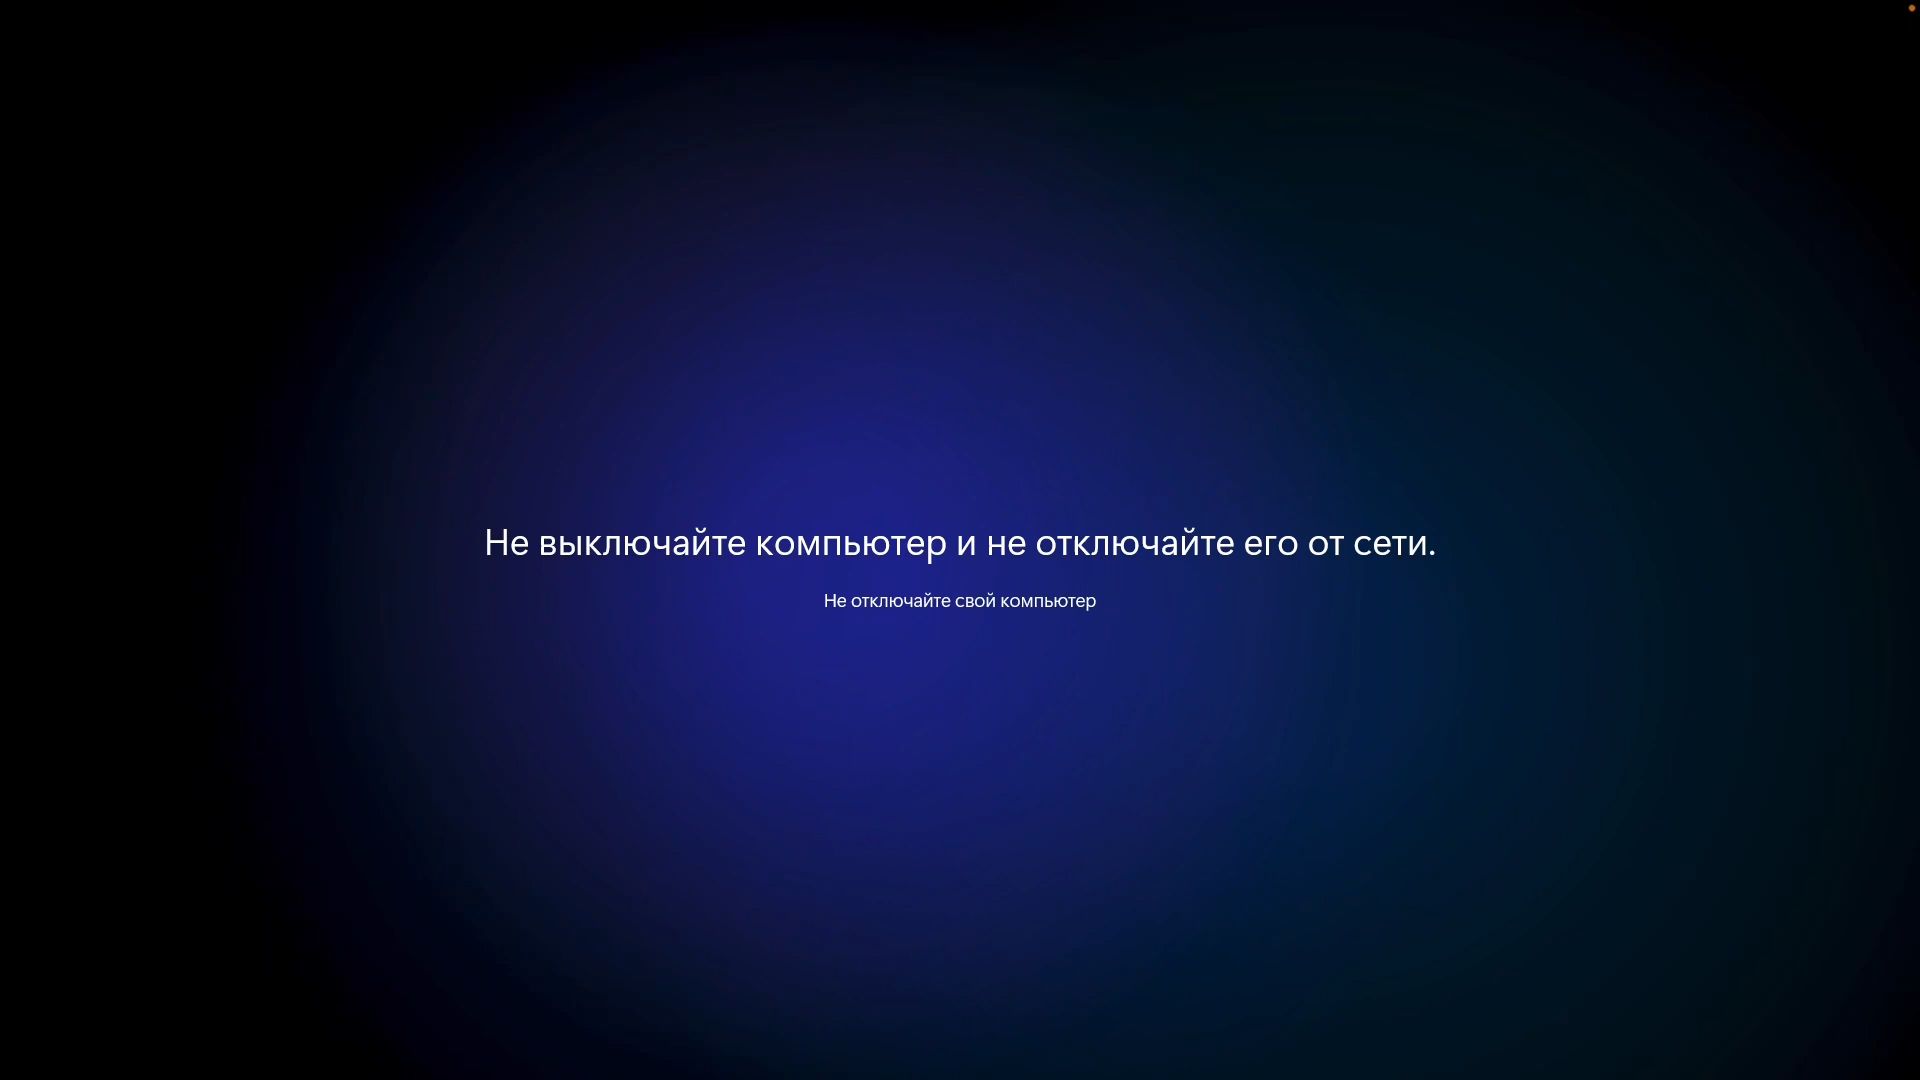 Не выключайте компьютер и не отключайте его от сети.
Не отключайте свой компьютер